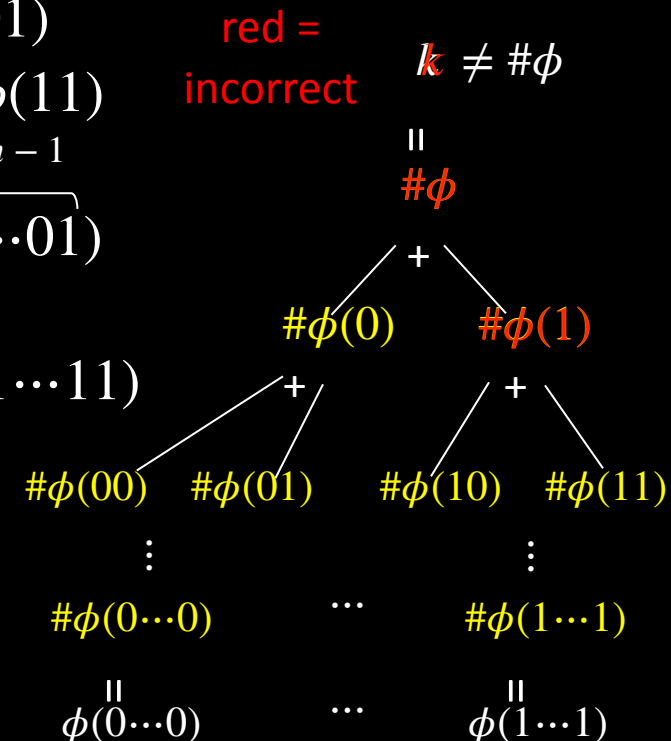 1)
red =
incorrect
k ≠ #ϕ
(11)
− 1
=
#ϕ
⋯01)
+
#ϕ(0) #ϕ(1)
⋯11)
+ +
#ϕ(00) #ϕ(01) #ϕ(10) #ϕ(11)
⋮ ⋮
#ϕ(0⋯0) ⋯ #ϕ(1⋯1)
= =
ϕ(0⋯0) ⋯ ϕ(1⋯1)